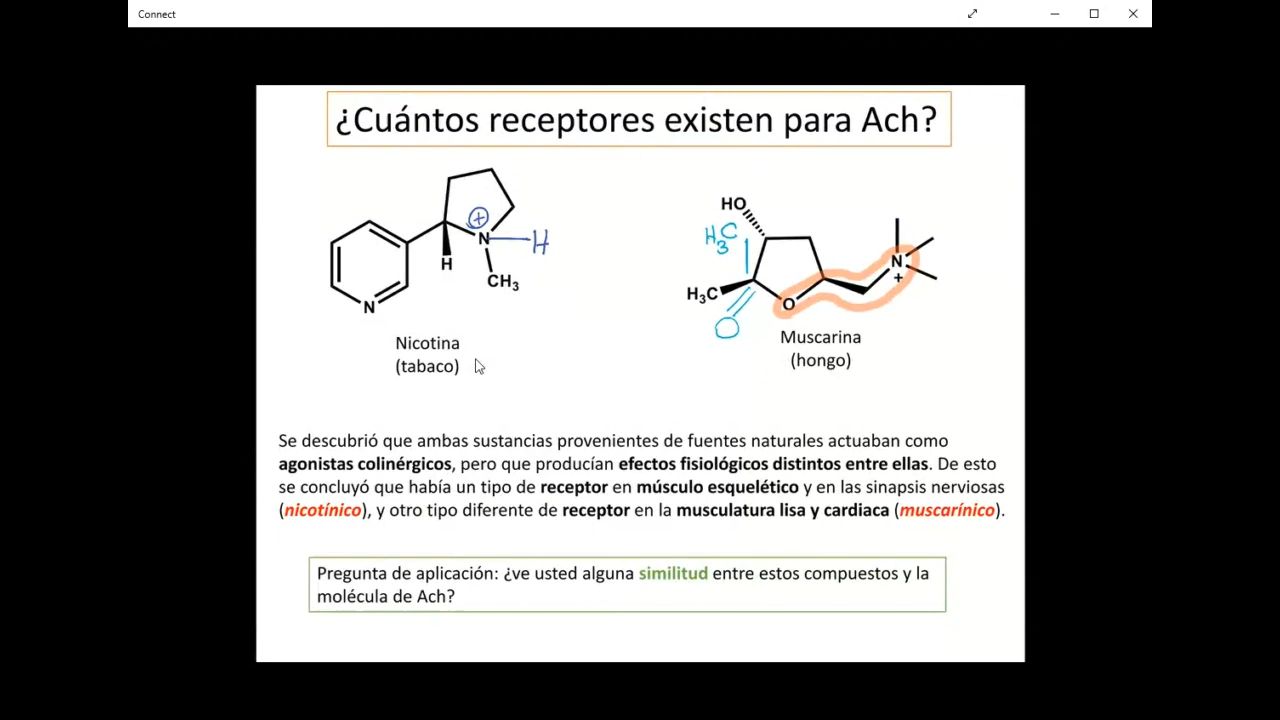 Connect
¿Cuántos receptores existen para Ach?
HO
H₃C
N
H
H
CH₃
N
H₃C
O
O
N
+
+
Nicotina
(tabaco)
Muscarina
(hongo)
Se descubrió que ambas sustancias provenientes de fuentes naturales actuaban como
agonistas colinérgicos, pero que producían efectos fisiológicos distintos entre ellas. De esto
se concluyó que había un tipo de receptor en músculo esquelético y en las sinapsis nerviosas
(nicotínico), y otro tipo diferente de receptor en la musculatura lisa y cardiaca (muscarínico).
Pregunta de aplicación: ¿ve usted alguna similitud entre estos compuestos y la
molécula de Ach?